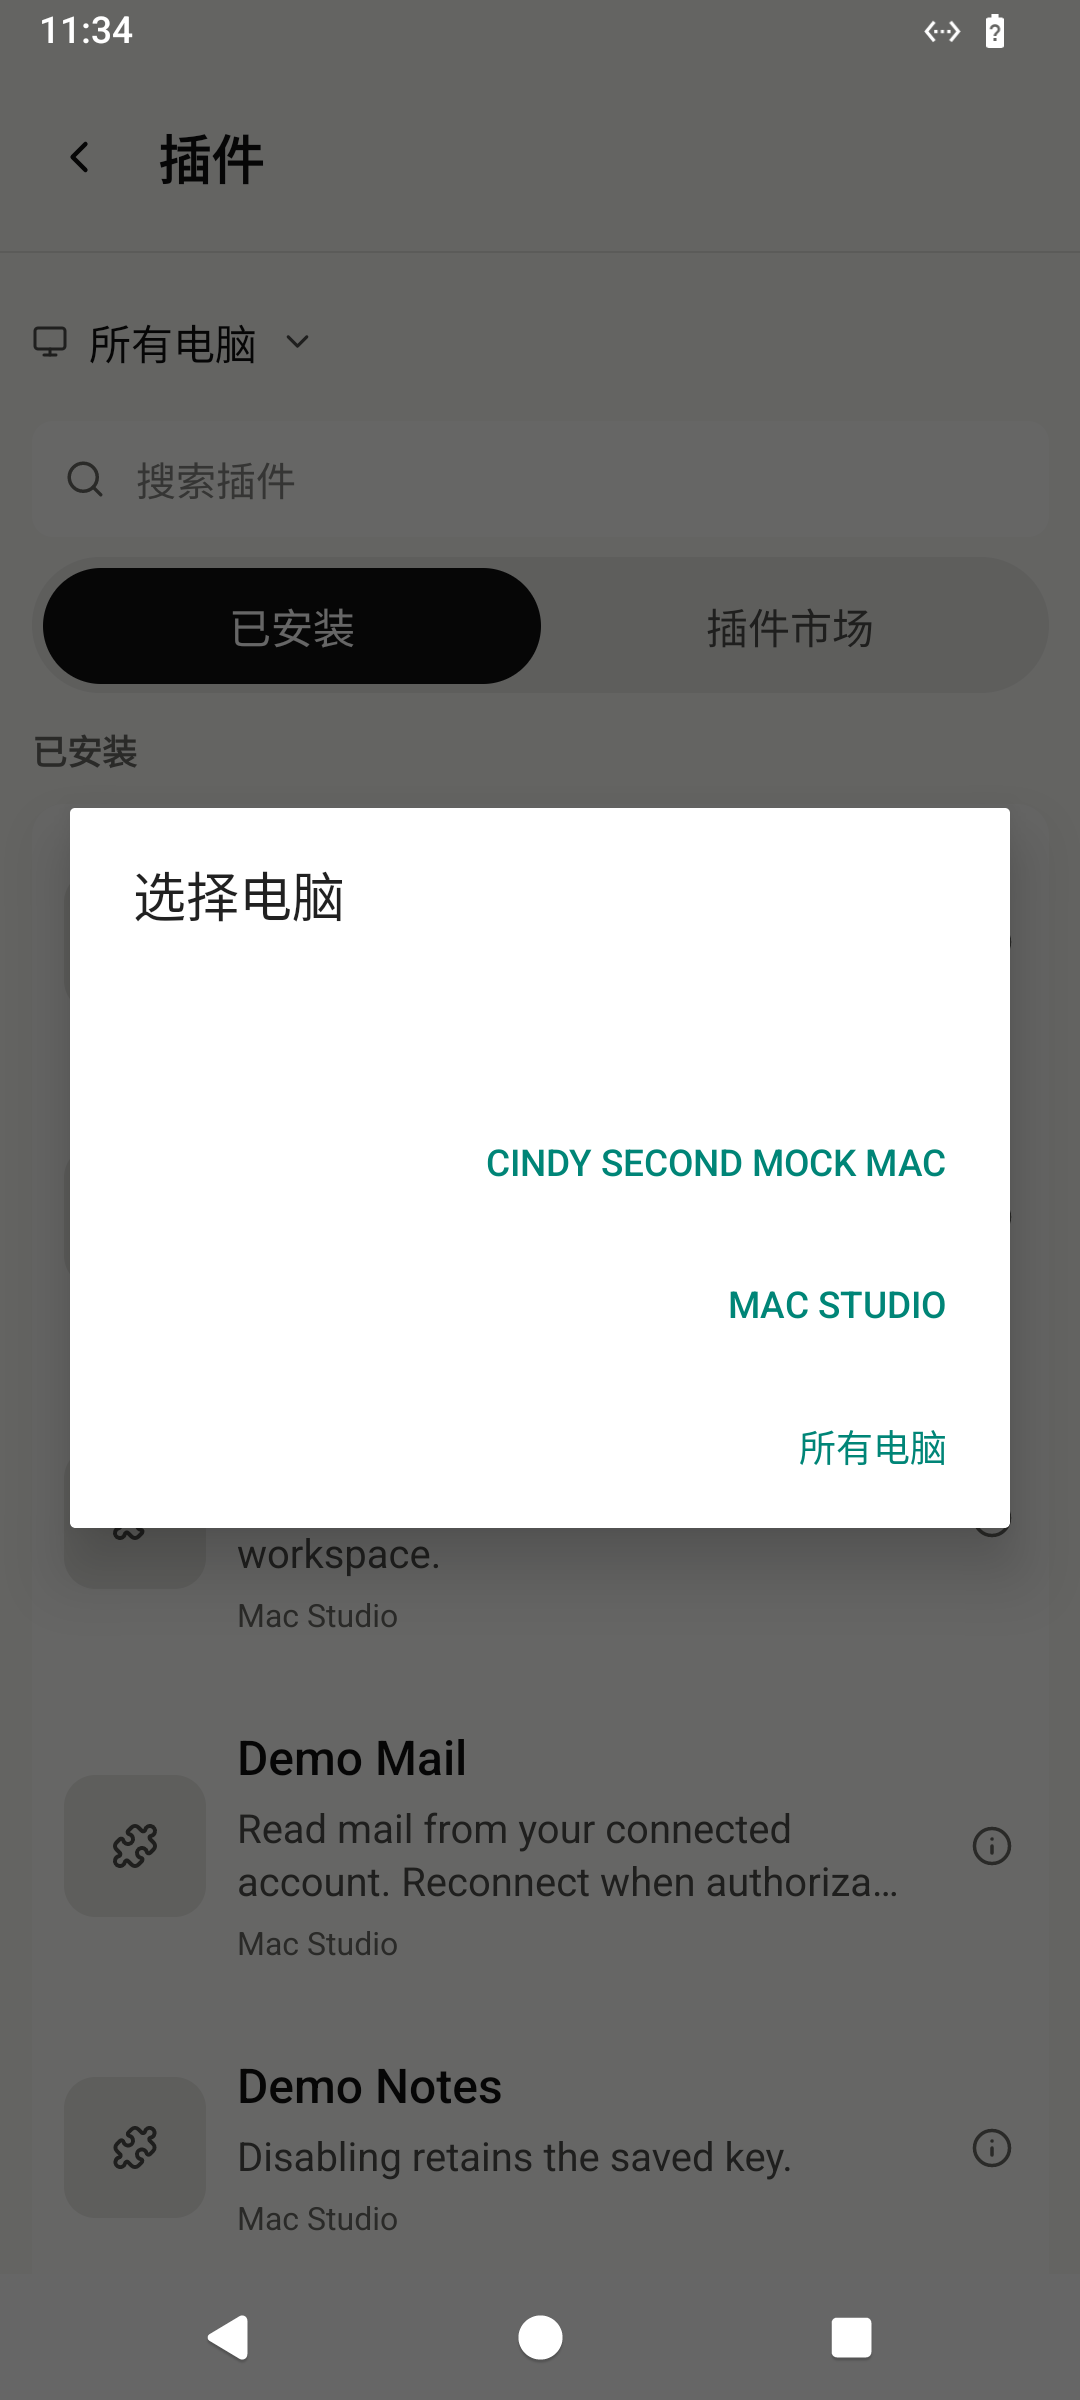 11:34
插件
所有电脑
搜索插件
已安装
插件市场
已安装
选择电脑
CINDY SECOND MOCK MAC
MAC STUDIO
所有电脑
workspace.
Mac Studio
Demo Mail
Read mail from your connected
account. Reconnect when authoriza…
Mac Studio
Demo Notes
Disabling retains the saved key.
Mac Studio